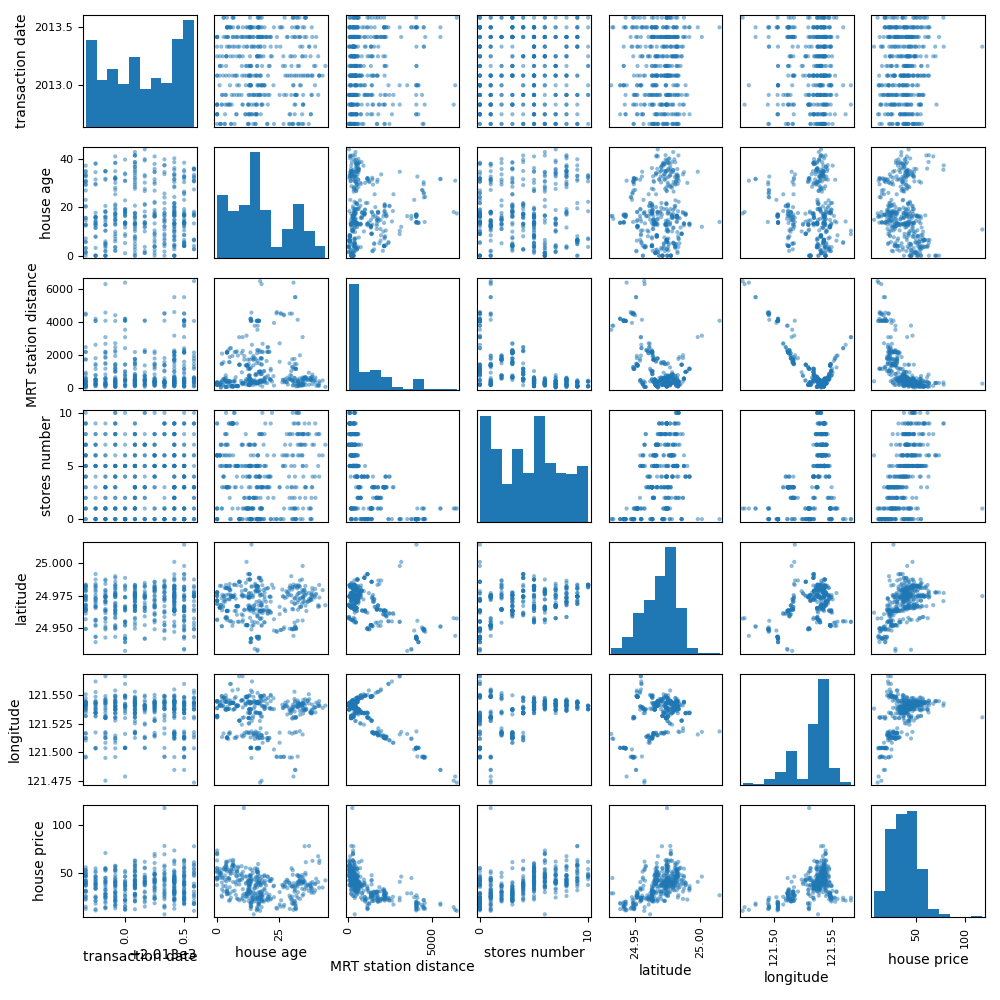 transaction date
2013.5
2013.0
house age
40
20
0
MRT station distance
6000
4000
2000
0
stores number
10
5
0
latitude
25.000
24.975
24.950
longitude
121.550
121.525
121.500
121.475
house price
100
50
0.0 0.5 0 25 0 5000 0 10 24.95 25.00 121.50 121.55 50 100
+2.013e3
transaction date house age MRT station distance stores number latitude longitude house price